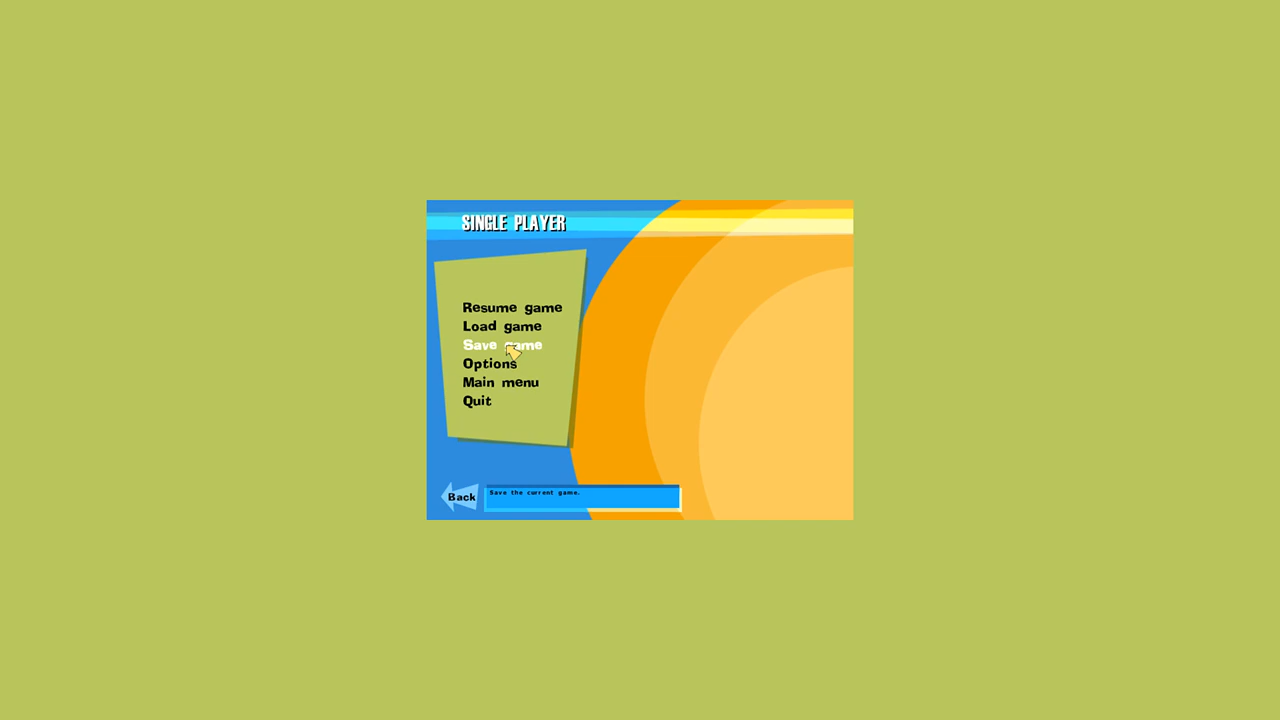 SINGLE PLAYER
Resume game
Load game
Save game
Options
Main menu
Quit
Back
Save the current game.